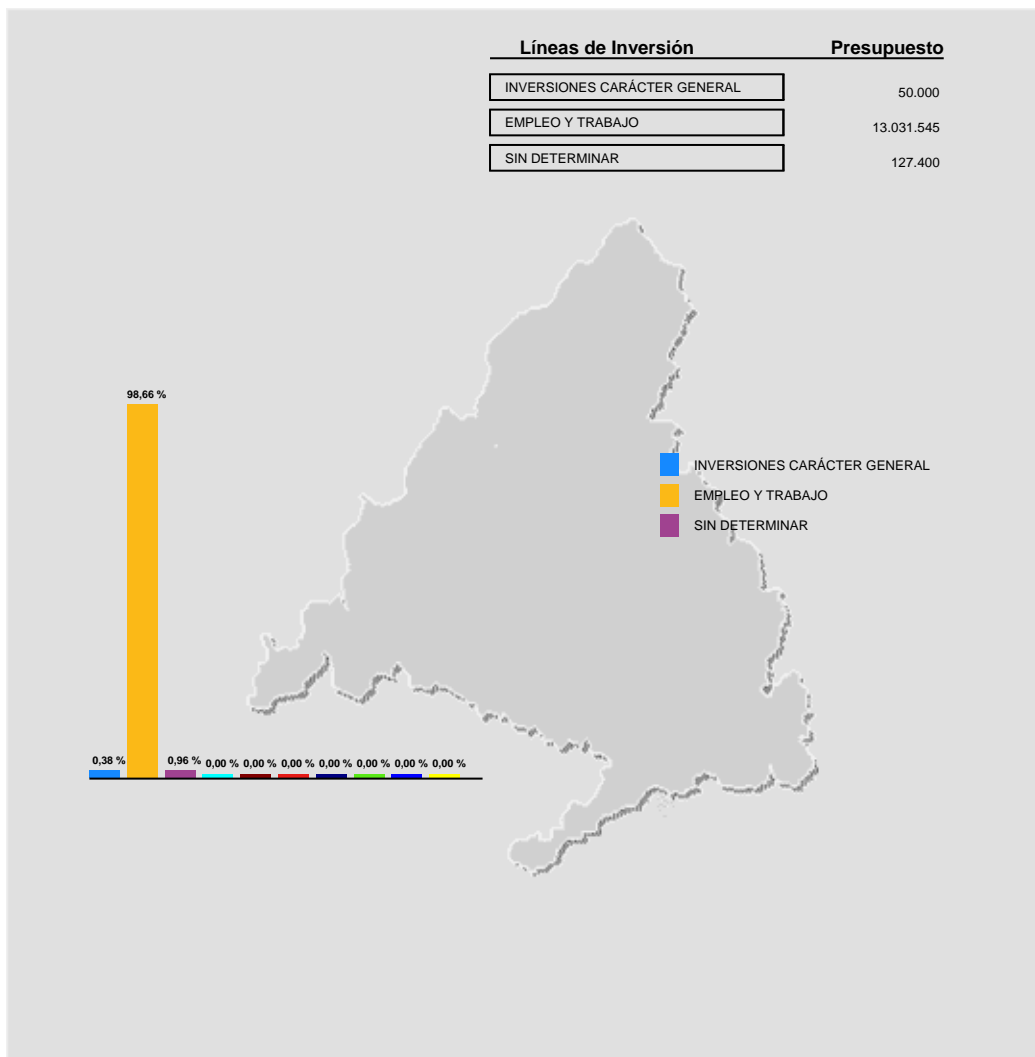 Líneas de Inversión Presupuesto
INVERSIONES CARÁCTER GENERAL 50.000
EMPLEO Y TRABAJO 13.031.545
SIN DETERMINAR 127.400
98,66 %
INVERSIONES CARÁCTER GENERAL
EMPLEO Y TRABAJO
SIN DETERMINAR
0,38 % 0,96 % 0,00 % 0,00 % 0,00 % 0,00 % 0,00 % 0,00 % 0,00 %